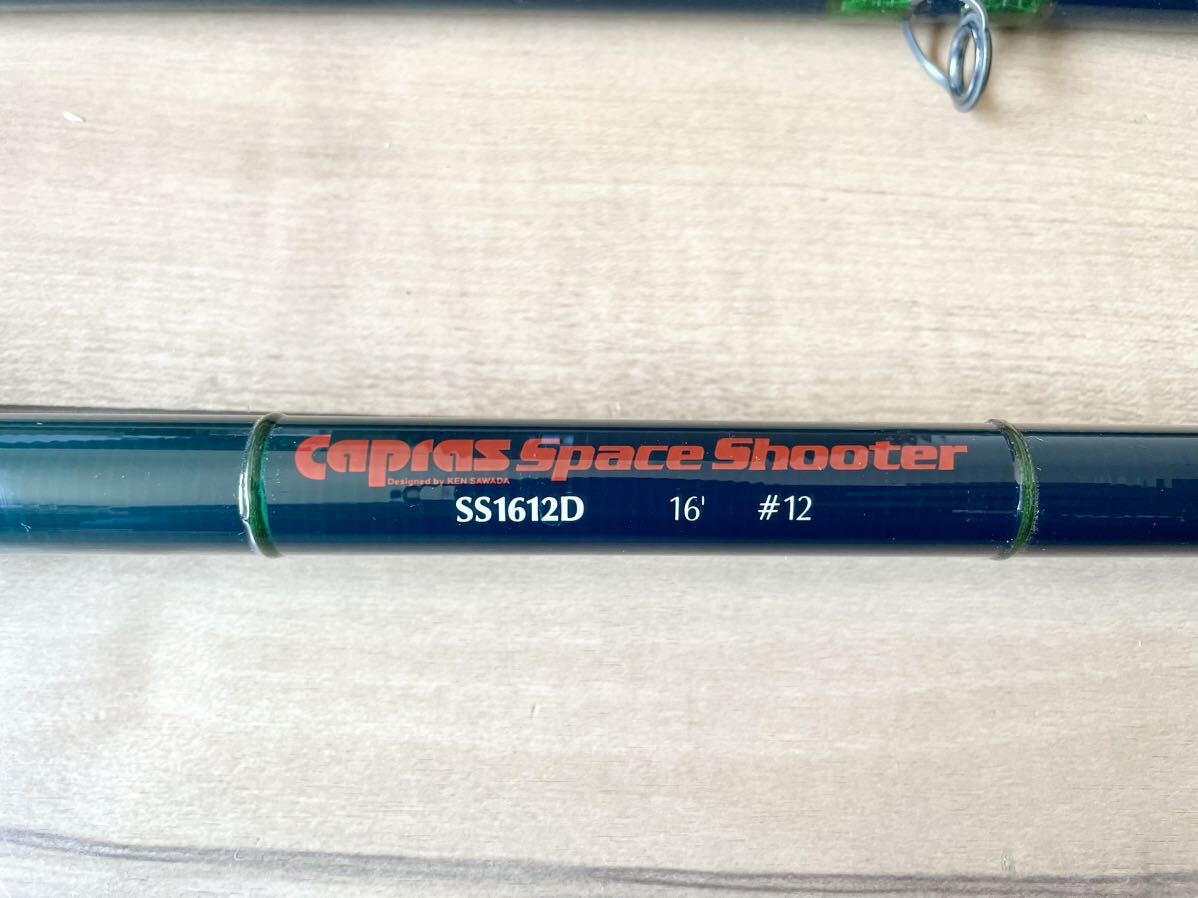 Capras Space Shooter
Designed by KEN SAWADA
SS1612D 16' #12